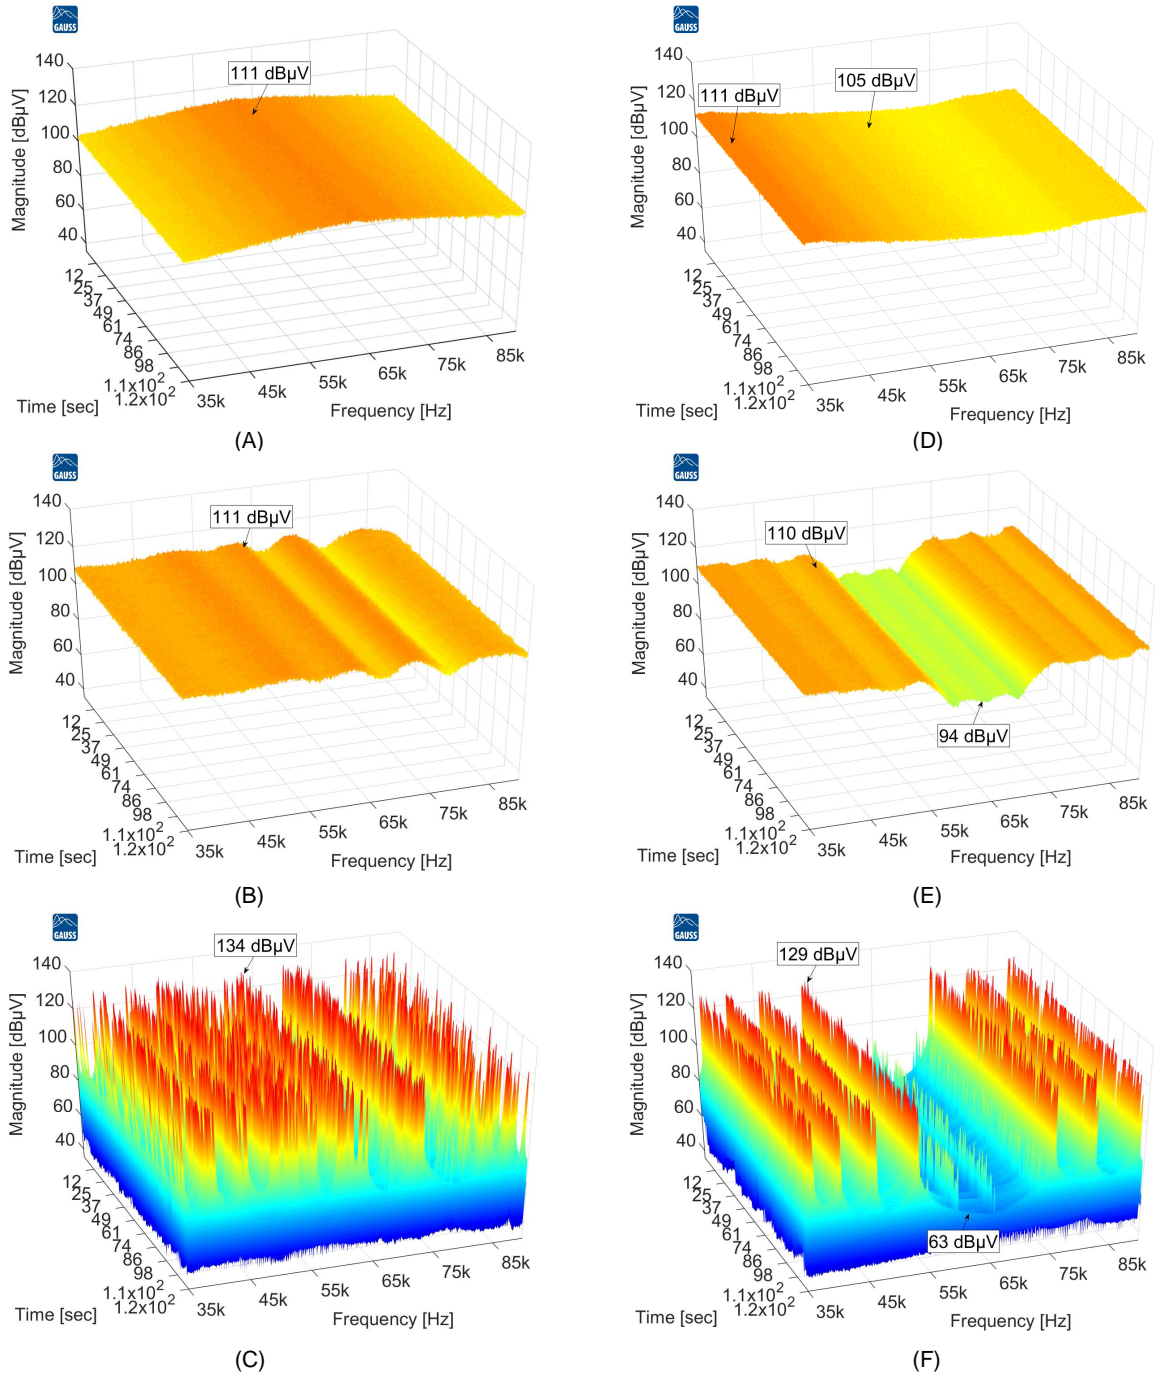 GAUSS
140
120
100
80
60
40
Magnitude [dBµV]
111 dBµV
12
25
37
49
61
74
86
98
1.1x10²
1.2x10²
Time [sec]
35k
45k
55k
65k
75k
85k
Frequency [Hz]
(A)
GAUSS
140
120
100
80
60
40
Magnitude [dBµV]
111 dBµV
105 dBµV
12
25
37
49
61
74
86
98
1.1x10²
1.2x10²
Time [sec]
35k
45k
55k
65k
75k
85k
Frequency [Hz]
(D)
GAUSS
140
120
100
80
60
40
Magnitude [dBµV]
111 dBµV
12
25
37
49
61
74
86
98
1.1x10²
1.2x10²
Time [sec]
35k
45k
55k
65k
75k
85k
Frequency [Hz]
(B)
GAUSS
140
120
100
80
60
40
Magnitude [dBµV]
110 dBµV
94 dBµV
12
25
37
49
61
74
86
98
1.1x10²
1.2x10²
Time [sec]
35k
45k
55k
65k
75k
85k
Frequency [Hz]
(E)
GAUSS
140
120
100
80
60
40
Magnitude [dBµV]
134 dBµV
12
25
37
49
61
74
86
98
1.1x10²
1.2x10²
Time [sec]
35k
45k
55k
65k
75k
85k
Frequency [Hz]
(C)
GAUSS
140
120
100
80
60
40
Magnitude [dBµV]
129 dBµV
63 dBµV
12
25
37
49
61
74
86
98
1.1x10²
1.2x10²
Time [sec]
35k
45k
55k
65k
75k
85k
Frequency [Hz]
(F)